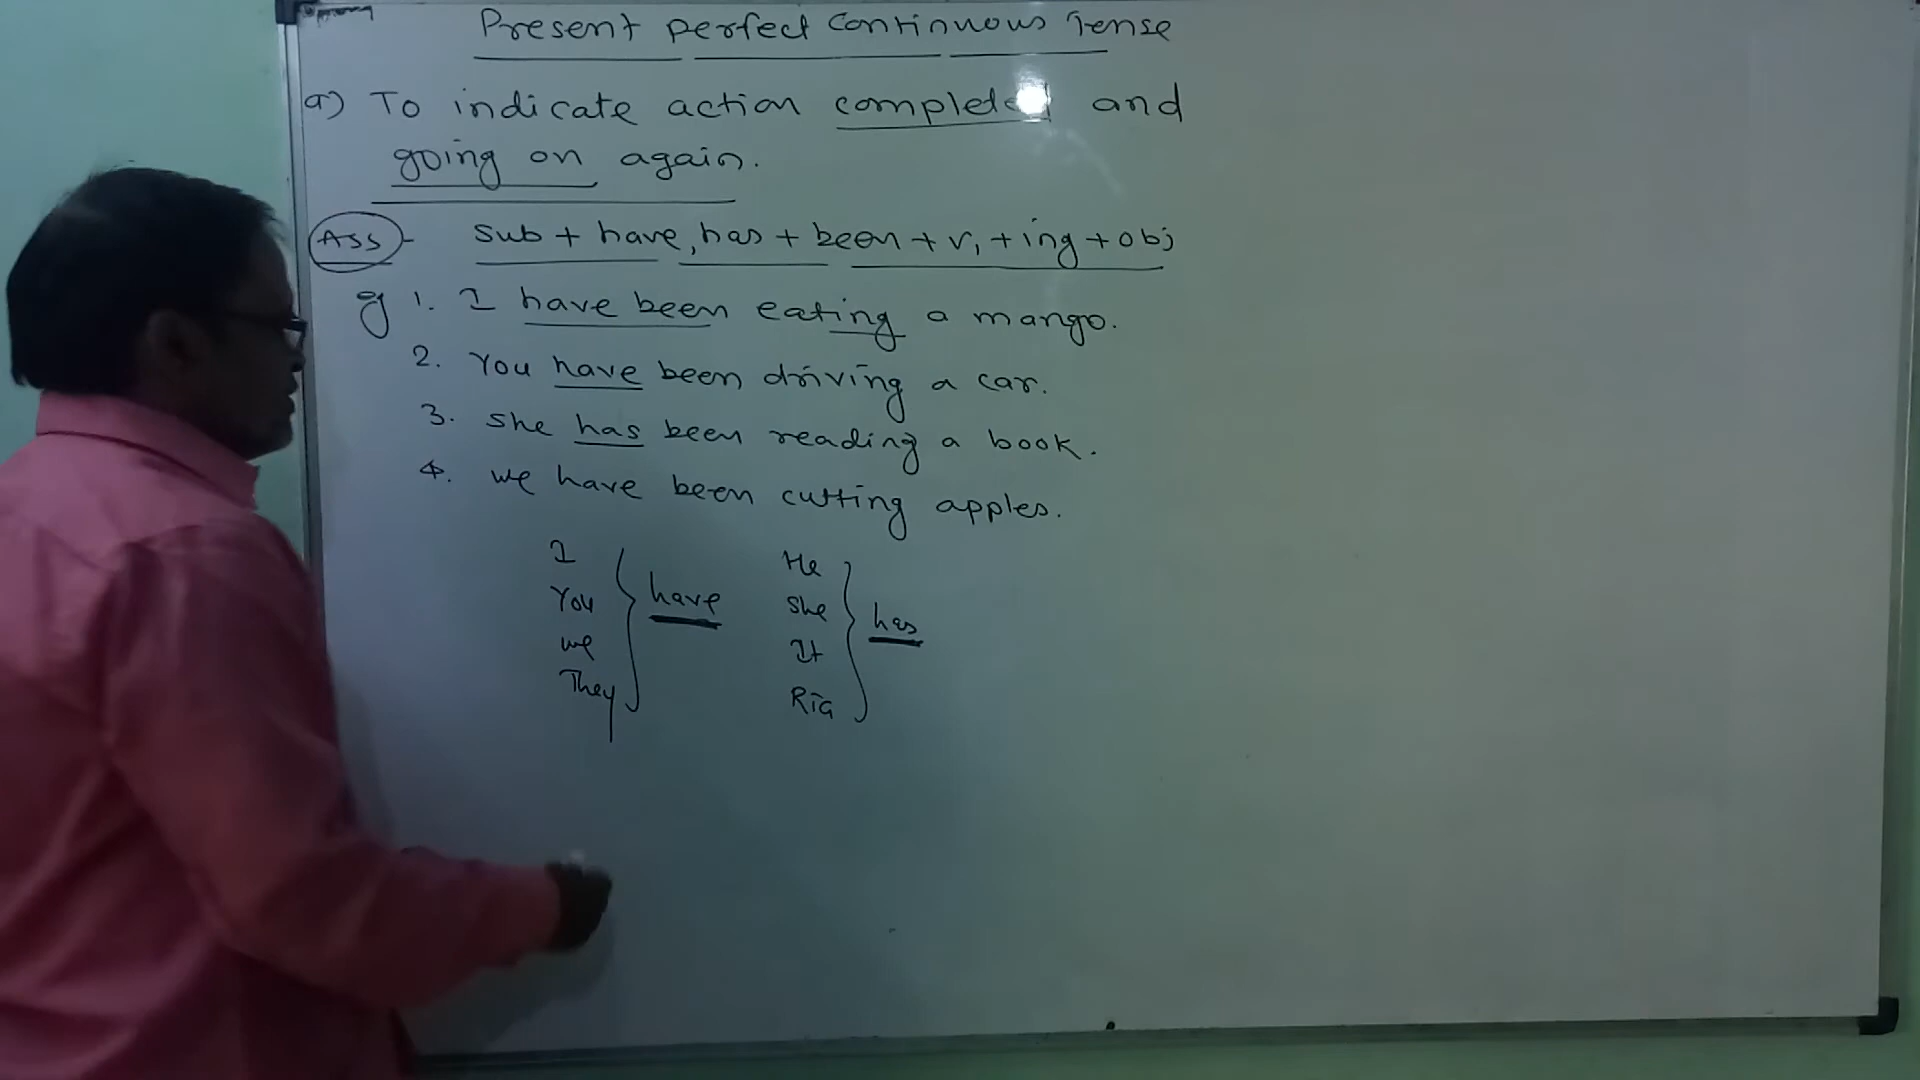 Present perfect continuous Tense
a) To indicate action completed and
going on again.
Ass - sub + have, has + been + v₁ + ing + obj
eg 1. I have been eating a mango.
2. You have been driving a car.
3. she has been reading a book.
4. we have been cutting apples.
I
You
we
They
have
He
She
It
Ria
has